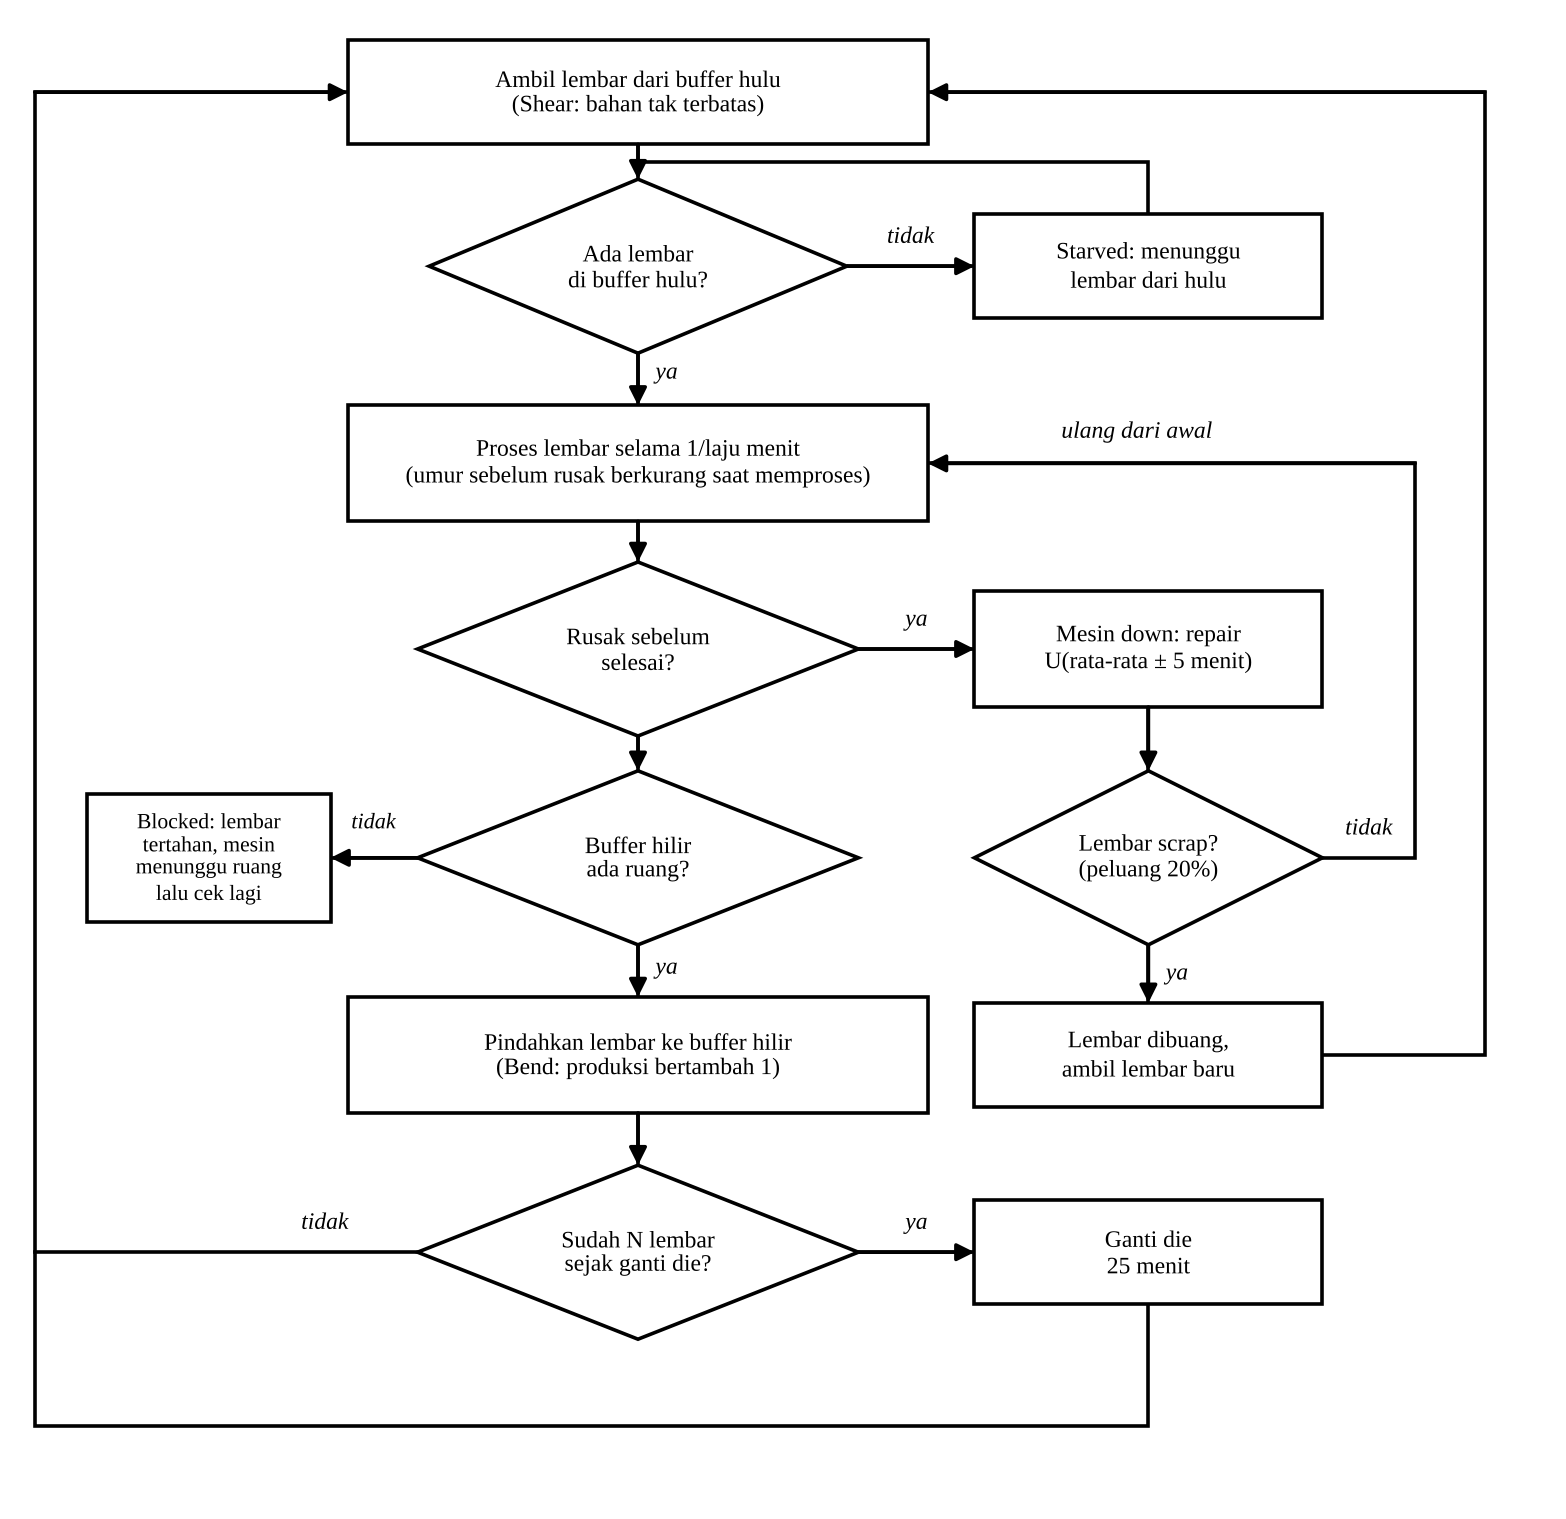 Ambil lembar dari buffer hulu
(Shear: bahan tak terbatas)
Ada lembar
di buffer hulu?
tidak
Starved: menunggu
lembar dari hulu
ya
Proses lembar selama 1/laju menit
(umur sebelum rusak berkurang saat memproses)
ulang dari awal
Rusak sebelum
selesai?
ya
Mesin down: repair
U(rata-rata ± 5 menit)
Blocked: lembar
tertahan, mesin
menunggu ruang
lalu cek lagi
tidak
Buffer hilir
ada ruang?
Lembar scrap?
(peluang 20%)
tidak
ya
ya
Pindahkan lembar ke buffer hilir
(Bend: produksi bertambah 1)
Lembar dibuang,
ambil lembar baru
tidak
Sudah N lembar
sejak ganti die?
ya
Ganti die
25 menit